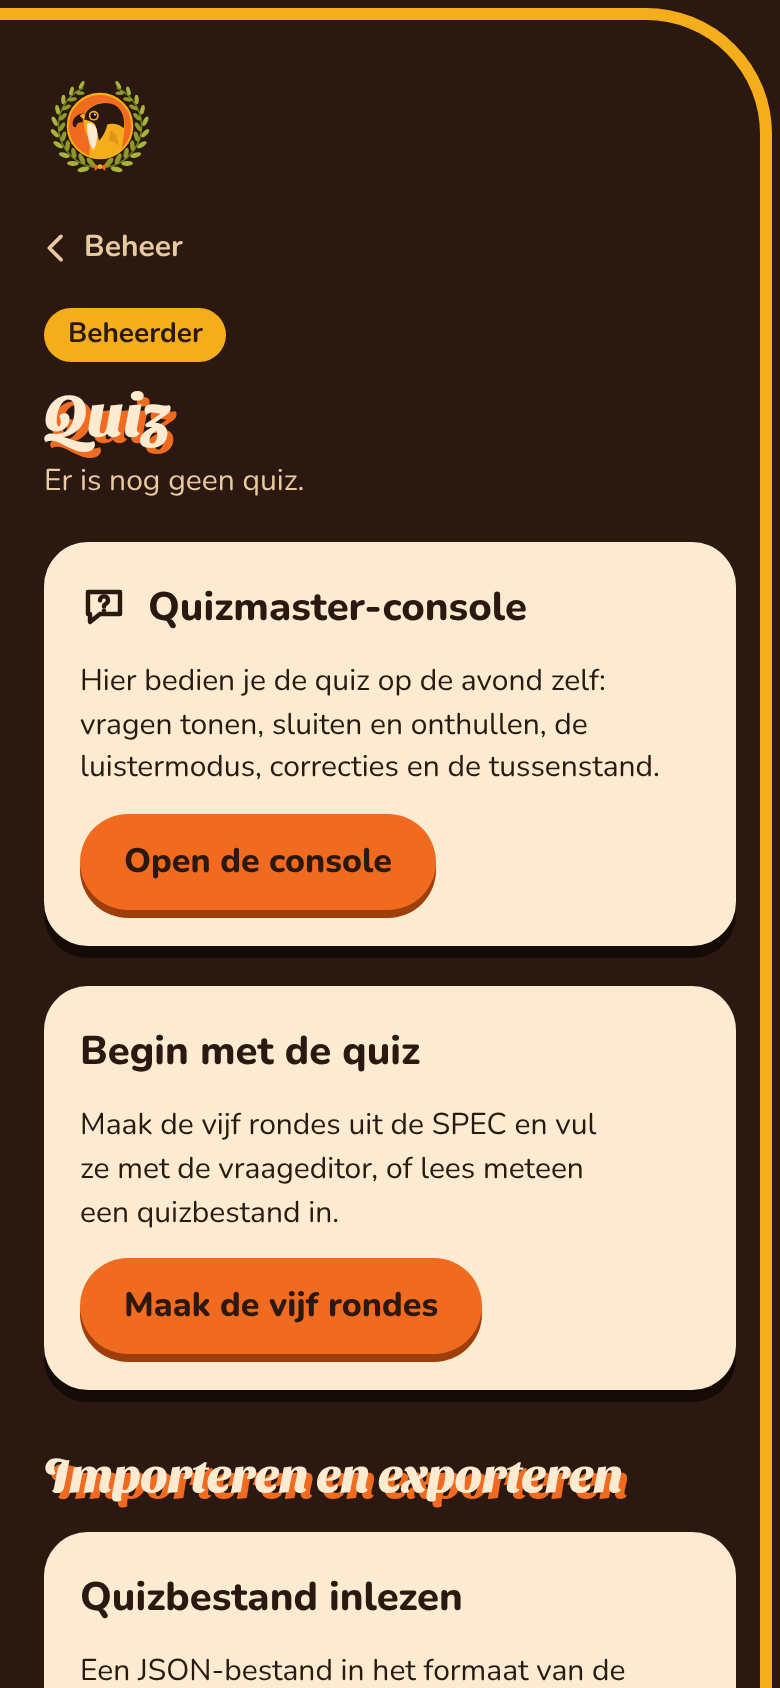 Beheer
Beheerder
Quiz
Er is nog geen quiz.
Quizmaster-console
Hier bedien je de quiz op de avond zelf:
vragen tonen, sluiten en onthullen, de
luistermodus, correcties en de tussenstand.
Open de console
Begin met de quiz
Maak de vijf rondes uit de SPEC en vul
ze met de vraageditor, of lees meteen
een quizbestand in.
Maak de vijf rondes
Importeren en exporteren
Quizbestand inlezen
Een JSON-bestand in het formaat van de